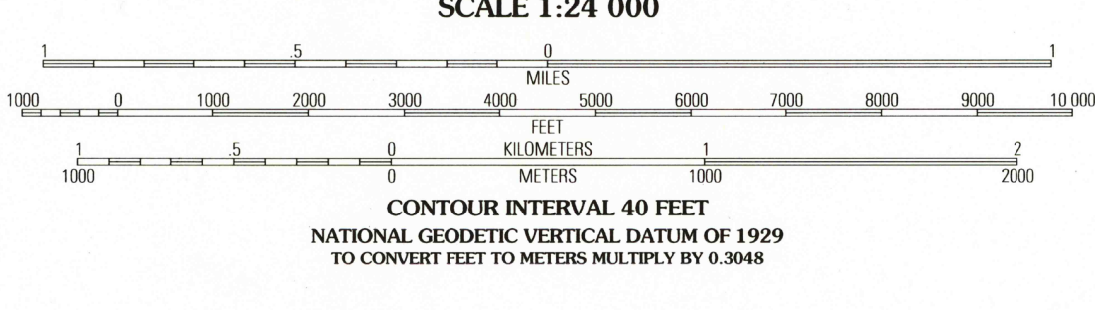 SCALE 1:24 000
1 .5 0 1
MILES
1000 0 1000 2000 3000 4000 5000 6000 7000 8000 9000 10 000
FEET
1 .5 0 KILOMETERS 1 2
1000 0 METERS 1000 2000
CONTOUR INTERVAL 40 FEET
NATIONAL GEODETIC VERTICAL DATUM OF 1929
TO CONVERT FEET TO METERS MULTIPLY BY 0.3048